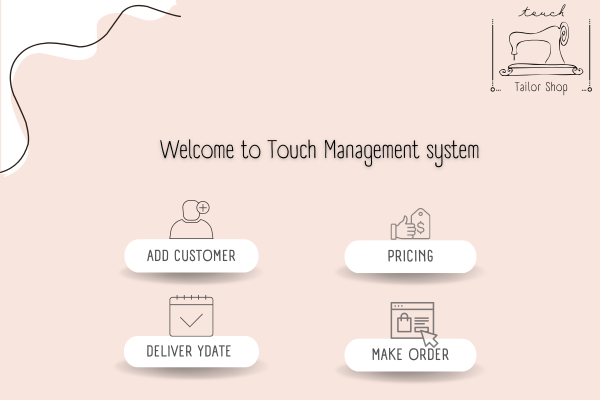 touch
Tailor Shop
Welcome to Touch Management system
ADD CUSTOMER
PRICING
DELIVER YDATE
MAKE ORDER